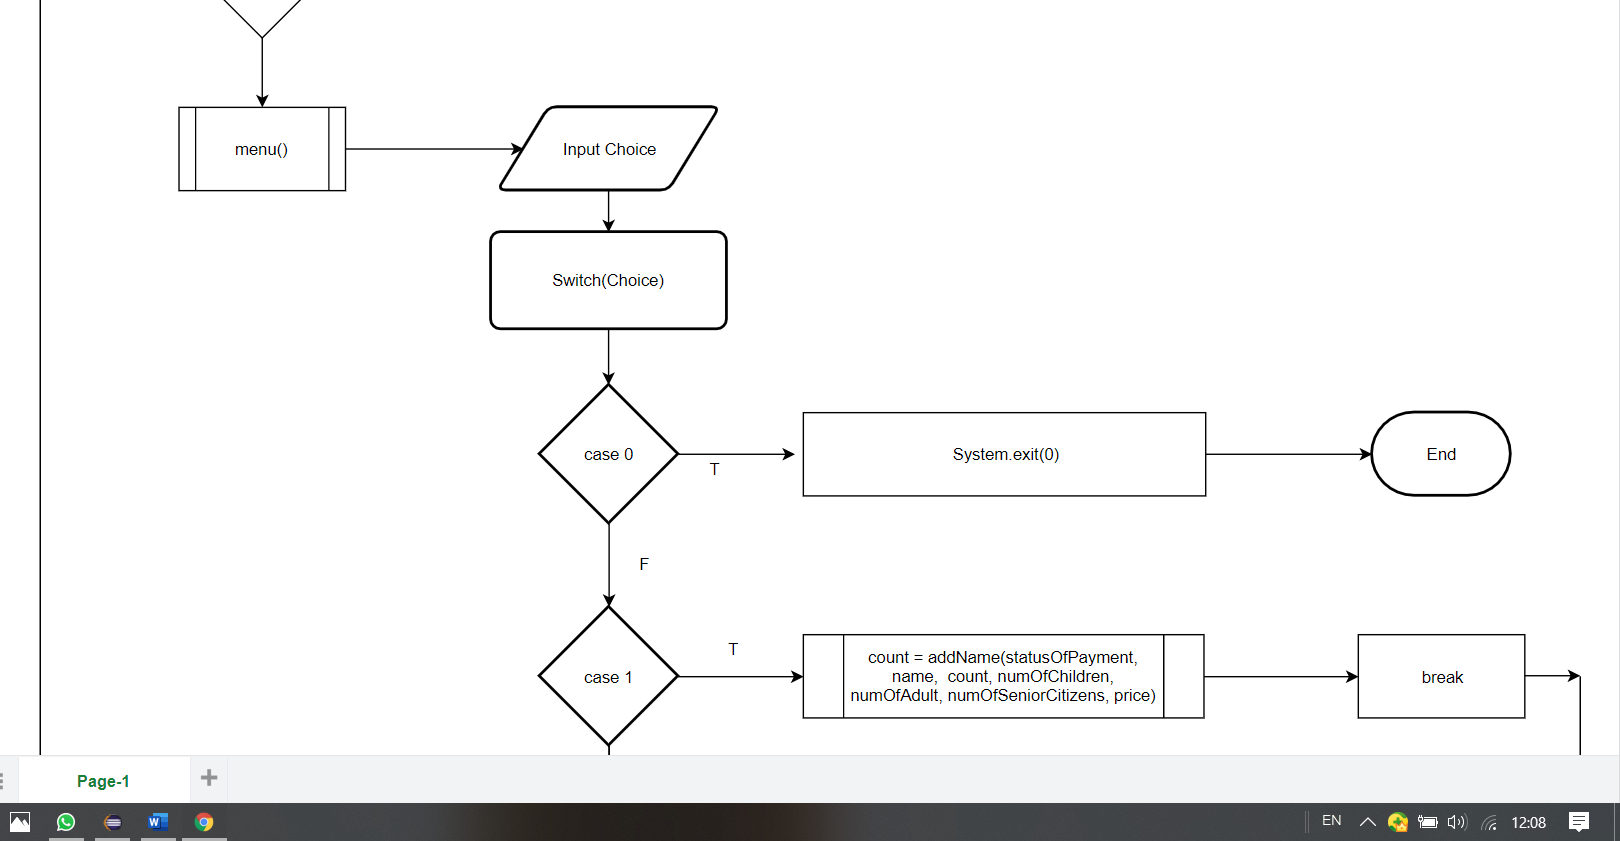 menu()
Input Choice
Switch(Choice)
case 0
T
System.exit(0)
End
F
case 1
T
count = addName(statusOfPayment,
name, count, numOfChildren,
numOfAdult, numOfSeniorCitizens, price)
break
Page-1
W
EN
12:08